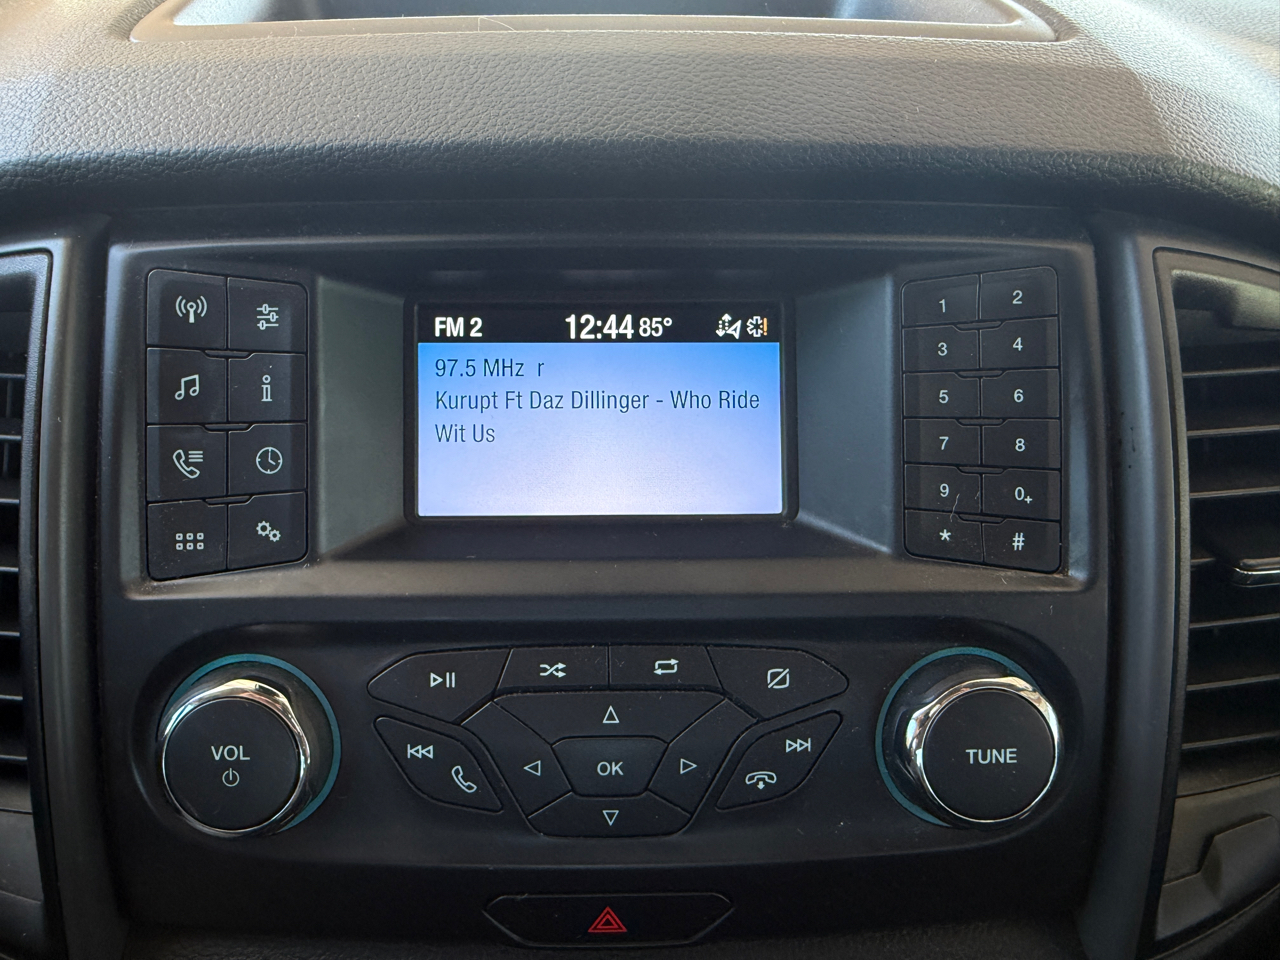 FM 2 12:44 85°
97.5 MHz r
Kurupt Ft Daz Dillinger - Who Ride
Wit Us
1 2
3 4
5 6
7 8
9 0+
* #
VOL
OK
TUNE